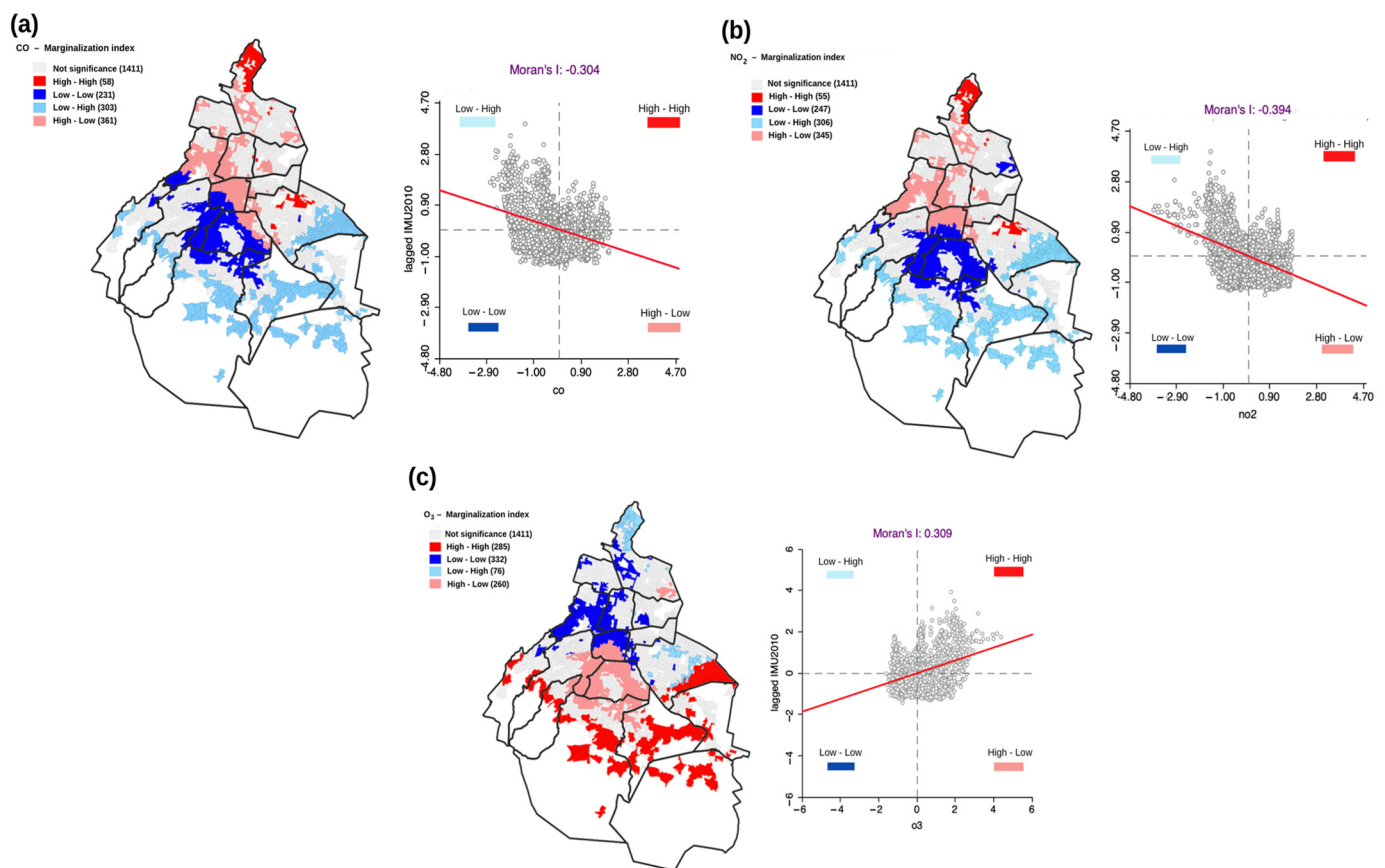 (a)
CO – Marginalization index
Not significance (1411)
High - High (58)
Low - Low (231)
Low - High (303)
High - Low (361)
Moran's I: -0.304
Low - High
High - High
Low - Low
High - Low
lagged IMU2010
4.70
2.80
0.90
−1.00
−2.90
−4.80
−4.80 −2.90 −1.00 0.90 2.80 4.70
co
(b)
NO2 – Marginalization index
Not significance (1411)
High - High (55)
Low - Low (247)
Low - High (306)
High - Low (345)
Moran's I: -0.394
Low - High
High - High
Low - Low
High - Low
4.70
2.80
0.90
−1.00
−2.90
−4.80
−4.80 −2.90 −1.00 0.90 2.80 4.70
no2
(c)
O3 – Marginalization index
Not significance (1411)
High - High (285)
Low - Low (332)
Low - High (76)
High - Low (260)
Moran's I: 0.309
Low - High
High - High
Low - Low
High - Low
lagged IMU2010
6
4
2
0
−2
−4
−6
−6 −4 −2 0 2 4 6
o3